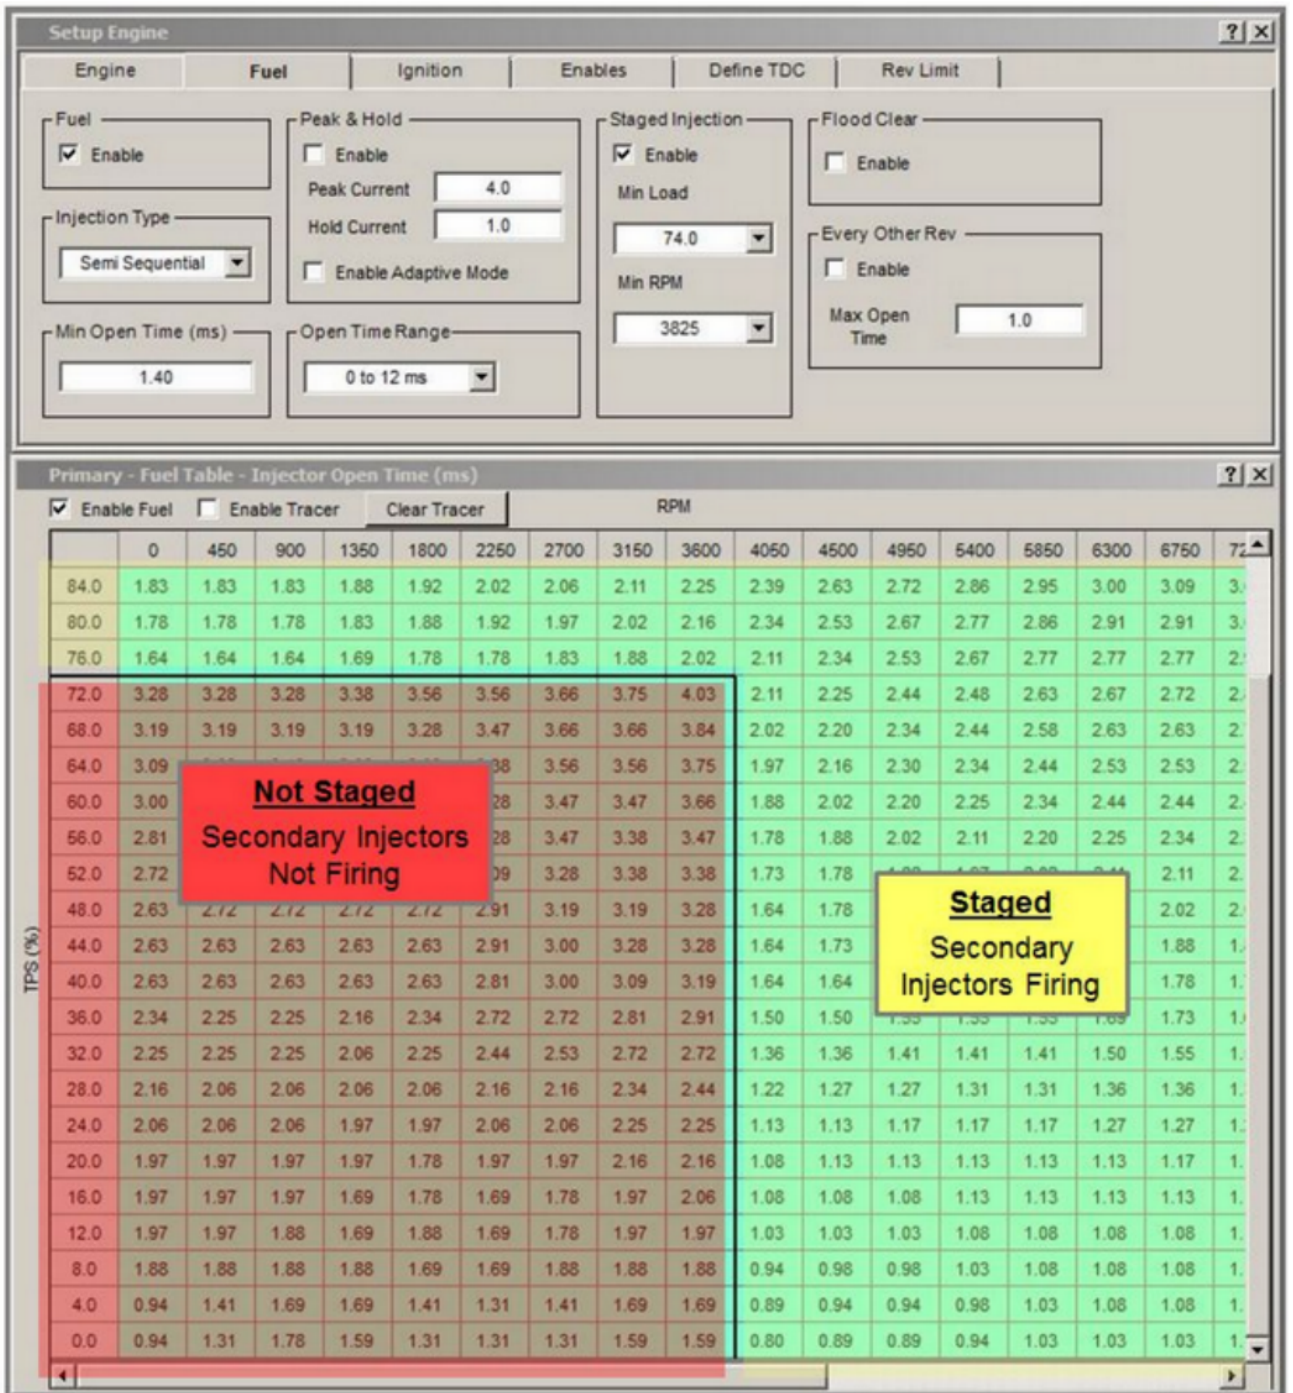 Setup Engine
Engine Fuel Ignition Enables Define TDC Rev Limit
Fuel
Enable
Injection Type
Semi Sequential
Min Open Time (ms)
1.40
Peak & Hold
Enable
Peak Current 4.0
Hold Current 1.0
Enable Adaptive Mode
Open Time Range
0 to 12 ms
Staged Injection
Enable
Min Load
74.0
Min RPM
3825
Flood Clear
Enable
Every Other Rev
Enable
Max Open Time 1.0
Primary - Fuel Table - Injector Open Time (ms)
Enable Fuel Enable Tracer Clear Tracer RPM
0 450 900 1350 1800 2250 2700 3150 3600 4050 4500 4950 5400 5850 6300 6750
84.0 1.83 1.83 1.83 1.88 1.92 2.02 2.06 2.11 2.25 2.39 2.63 2.72 2.86 2.95 3.00 3.09
80.0 1.78 1.78 1.78 1.83 1.88 1.92 1.97 2.02 2.16 2.34 2.53 2.67 2.77 2.86 2.91 2.91
76.0 1.64 1.64 1.64 1.69 1.78 1.78 1.83 1.88 2.02 2.11 2.34 2.53 2.67 2.77 2.77 2.77
72.0 3.28 3.28 3.28 3.38 3.56 3.56 3.66 3.75 4.03 2.11 2.25 2.44 2.48 2.63 2.67 2.72
68.0 3.19 3.19 3.19 3.19 3.28 3.47 3.66 3.66 3.84 2.02 2.20 2.34 2.44 2.58 2.63 2.63
64.0 3.09 3.56 3.56 3.75 1.97 2.16 2.30 2.34 2.44 2.53 2.53
60.0 3.00 3.47 3.47 3.66 1.88 2.02 2.20 2.25 2.34 2.44 2.44
56.0 2.81 3.47 3.38 3.47 1.78 1.88 2.02 2.11 2.20 2.25 2.34
52.0 2.72 3.28 3.38 3.38 1.73 1.78 2.11
48.0 2.63 2.72 2.72 2.72 2.72 2.91 3.19 3.19 3.28 1.64 1.78 2.02
44.0 2.63 2.63 2.63 2.63 2.63 2.91 3.00 3.28 3.28 1.64 1.73 1.88
40.0 2.63 2.63 2.63 2.63 2.63 2.81 3.00 3.09 3.19 1.64 1.64 1.78
36.0 2.34 2.25 2.25 2.16 2.34 2.72 2.72 2.81 2.91 1.50 1.50 1.55 1.55 1.55 1.69 1.73
32.0 2.25 2.25 2.25 2.06 2.25 2.44 2.53 2.72 2.72 1.36 1.36 1.41 1.41 1.41 1.50 1.55
28.0 2.16 2.06 2.06 2.06 2.06 2.16 2.16 2.34 2.44 1.22 1.27 1.27 1.31 1.31 1.36 1.36
24.0 2.06 2.06 2.06 1.97 1.97 2.06 2.06 2.25 2.25 1.13 1.13 1.17 1.17 1.17 1.27 1.27
20.0 1.97 1.97 1.97 1.97 1.78 1.97 1.97 2.16 2.16 1.08 1.13 1.13 1.13 1.13 1.13 1.17
16.0 1.97 1.97 1.97 1.69 1.78 1.69 1.78 1.97 2.06 1.08 1.08 1.08 1.13 1.13 1.13 1.13
12.0 1.97 1.97 1.88 1.69 1.88 1.69 1.78 1.97 1.97 1.03 1.03 1.03 1.08 1.08 1.08 1.08
8.0 1.88 1.88 1.88 1.88 1.69 1.69 1.88 1.88 1.88 0.94 0.98 0.98 1.03 1.08 1.08 1.08
4.0 0.94 1.41 1.69 1.69 1.41 1.31 1.41 1.69 1.69 0.89 0.94 0.94 0.98 1.03 1.08 1.08
0.0 0.94 1.31 1.78 1.59 1.31 1.31 1.31 1.59 1.59 0.80 0.89 0.89 0.94 1.03 1.03 1.03
TPS (%)
Not Staged
Secondary Injectors
Not Firing
Staged
Secondary
Injectors Firing